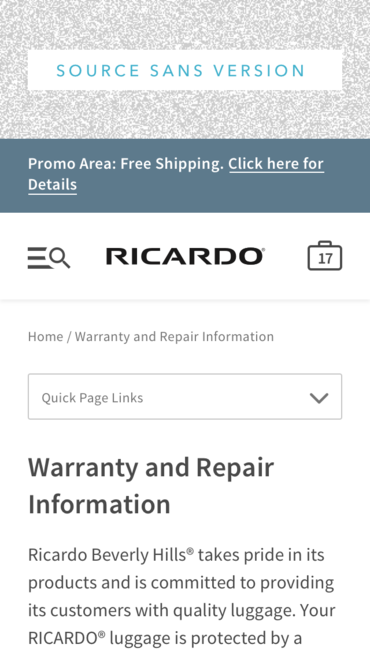 SOURCE SANS VERSION
Promo Area: Free Shipping. Click here for
Details
RICARDO®
17
Home / Warranty and Repair Information
Quick Page Links
Warranty and Repair
Information
Ricardo Beverly Hills® takes pride in its
products and is committed to providing
its customers with quality luggage. Your
RICARDO® luggage is protected by a